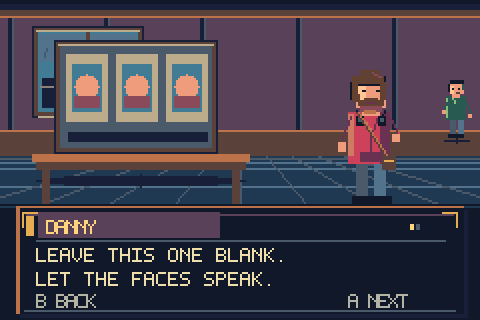 DANNY
LEAVE THIS ONE BLANK.
LET THE FACES SPEAK.
B BACK A NEXT